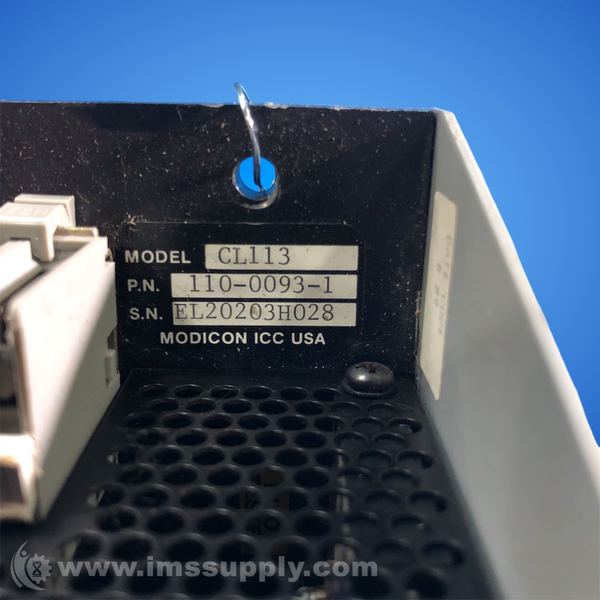 MODEL CL113
P.N. 110-0093-1
S.N. EL20203H028
MODICON ICC USA
www.imssupply.com